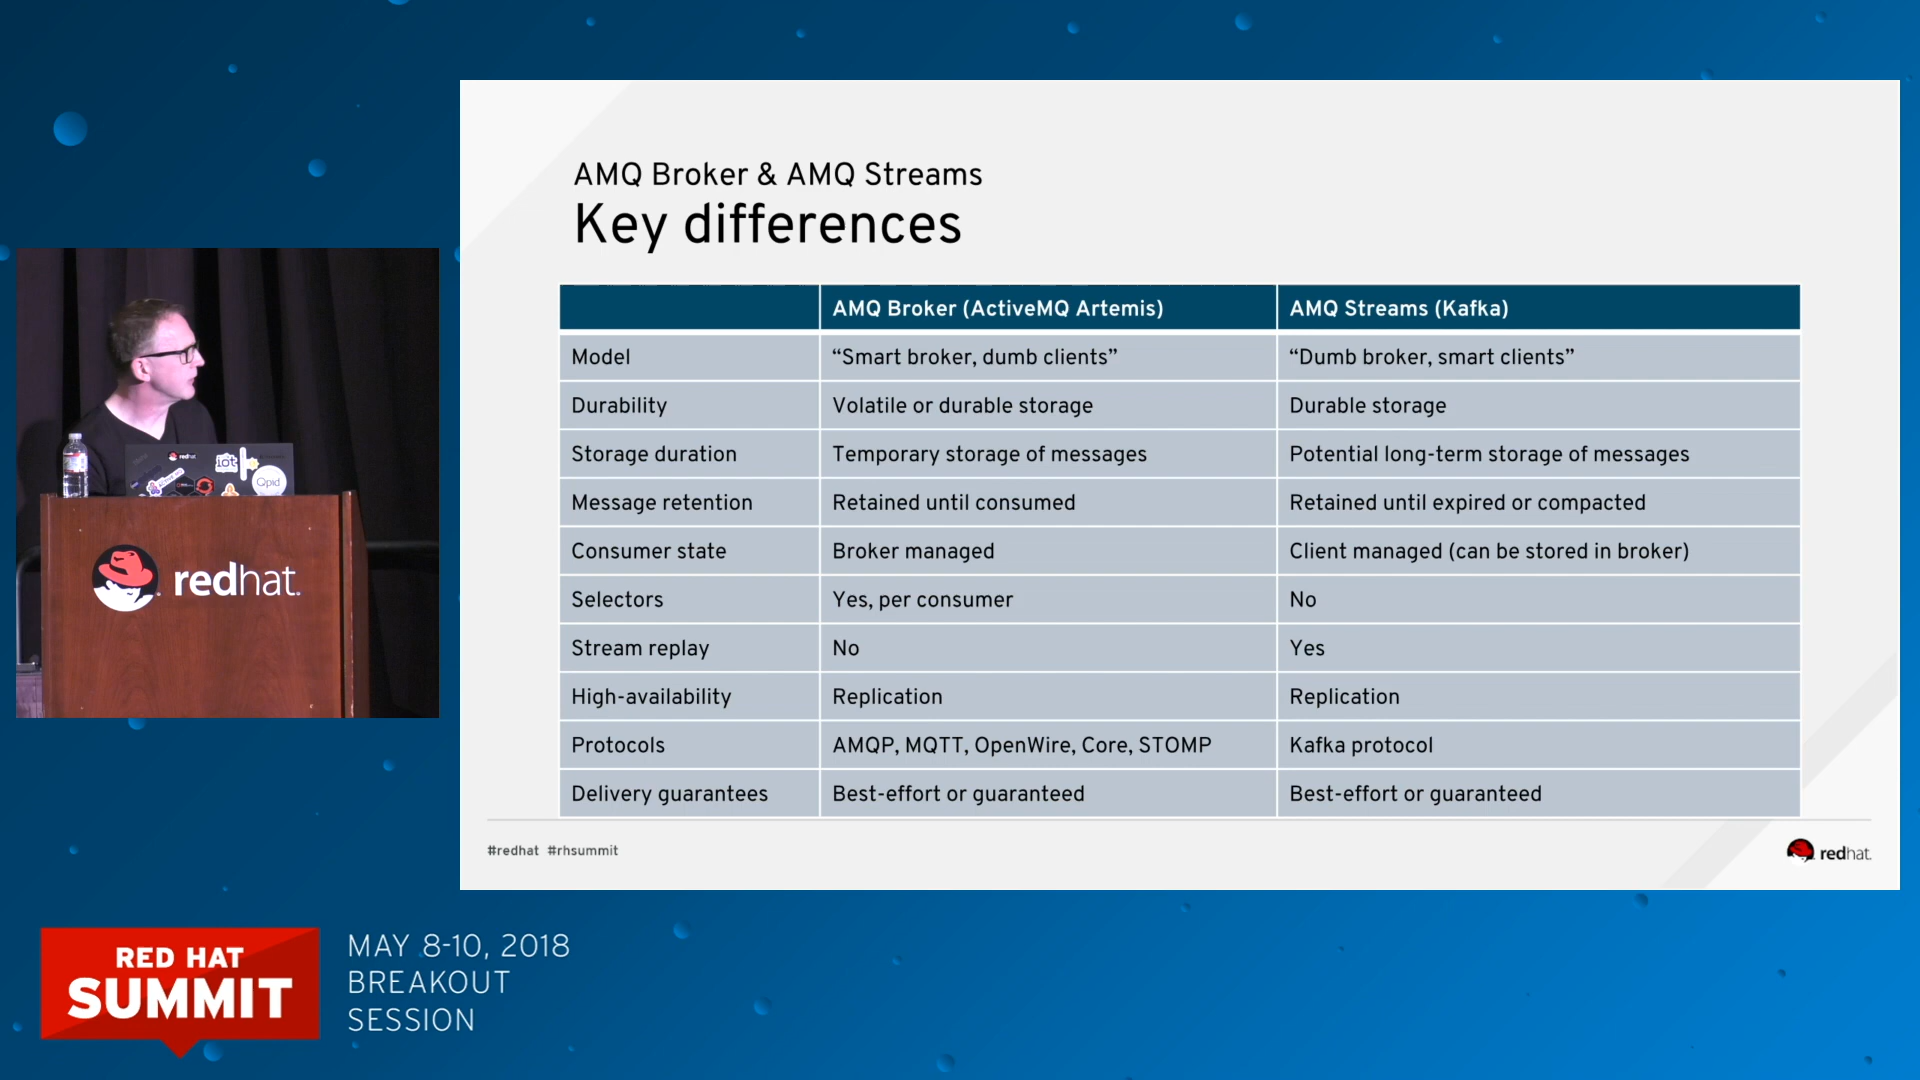 AMQ Broker & AMQ Streams
Key differences
AMQ Broker (ActiveMQ Artemis) AMQ Streams (Kafka)
Model “Smart broker, dumb clients” “Dumb broker, smart clients”
Durability Volatile or durable storage Durable storage
Storage duration Temporary storage of messages Potential long-term storage of messages
Message retention Retained until consumed Retained until expired or compacted
Consumer state Broker managed Client managed (can be stored in broker)
Selectors Yes, per consumer No
Stream replay No Yes
High-availability Replication Replication
Protocols AMQP, MQTT, OpenWire, Core, STOMP Kafka protocol
Delivery guarantees Best-effort or guaranteed Best-effort or guaranteed
#redhat #rhsummit
redhat.
redhat
iot
Qpid
redhat.
RED HAT
SUMMIT
MAY 8-10, 2018
BREAKOUT
SESSION